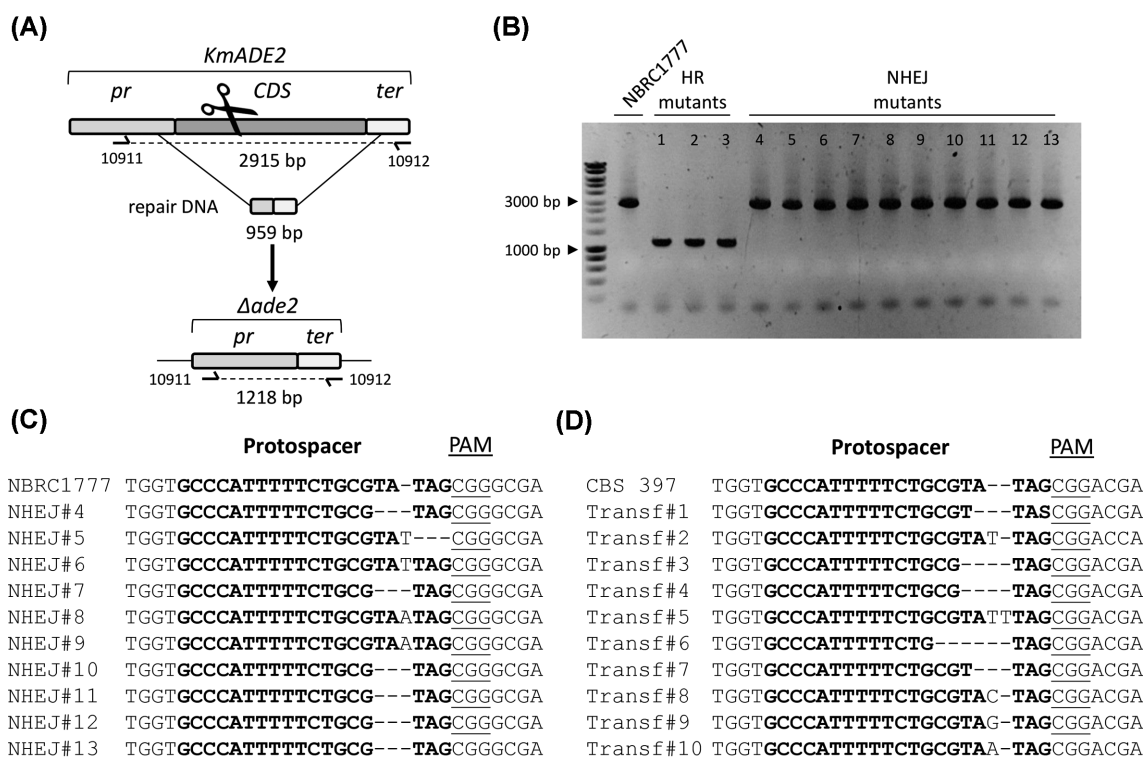 (A)
KmADE2
pr CDS ter
10911 2915 bp 10912
repair DNA
959 bp
Δade2
pr ter
10911 10912
1218 bp
(B)
NBRC1777
HR mutants
NHEJ mutants
1 2 3 4 5 6 7 8 9 10 11 12 13
3000 bp
1000 bp
(C)
Protospacer PAM
NBRC1777 TGGTGCCCATTTTTCTGCGTA-TAGCGGGCGA
NHEJ#4 TGGTGCCCATTTTTCTGCG---TAGCGGGCGA
NHEJ#5 TGGTGCCCATTTTTCTGCGTAT---CGGGCGA
NHEJ#6 TGGTGCCCATTTTTCTGCGTATTAGCGGGCGA
NHEJ#7 TGGTGCCCATTTTTCTGCG---TAGCGGGCGA
NHEJ#8 TGGTGCCCATTTTTCTGCGTAATAGCGGGCGA
NHEJ#9 TGGTGCCCATTTTTCTGCGTAATAGCGGGCGA
NHEJ#10 TGGTGCCCATTTTTCTGCG---TAGCGGGCGA
NHEJ#11 TGGTGCCCATTTTTCTGCG---TAGCGGGCGA
NHEJ#12 TGGTGCCCATTTTTCTGCG---TAGCGGGCGA
NHEJ#13 TGGTGCCCATTTTTCTGCG---TAGCGGGCGA
(D)
Protospacer PAM
CBS 397 TGGTGCCCATTTTTCTGCGTA--TAGCGGACGA
Transf#1 TGGTGCCCATTTTTCTGCGT---TASCGGACGA
Transf#2 TGGTGCCCATTTTTCTGCGTAT-TAGCGGACCA
Transf#3 TGGTGCCCATTTTTCTGCG----TAGCGGACGA
Transf#4 TGGTGCCCATTTTTCTGCG----TAGCGGACGA
Transf#5 TGGTGCCCATTTTTCTGCGTATTTAGCGGACGA
Transf#6 TGGTGCCCATTTTTCTG------TAGCGGACGA
Transf#7 TGGTGCCCATTTTTCTGCGT---TAGCGGACGA
Transf#8 TGGTGCCCATTTTTCTGCGTAC-TAGCGGACGA
Transf#9 TGGTGCCCATTTTTCTGCGTAG-TAGCGGACGA
Transf#10 TGGTGCCCATTTTTCTGCGTAA-TAGCGGACGA